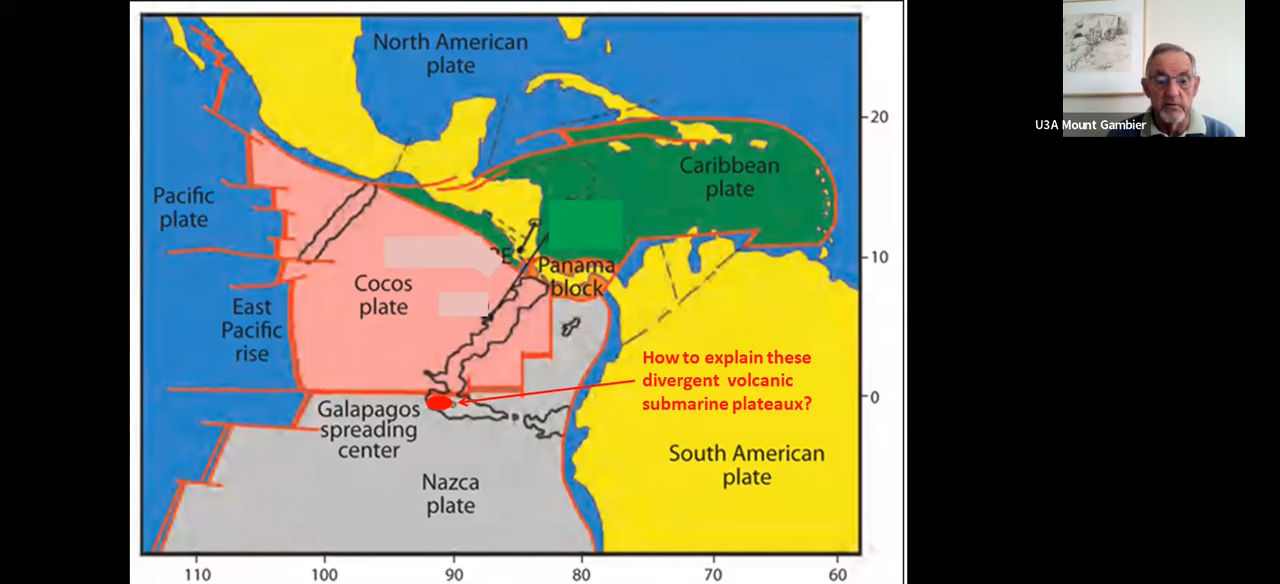 North American
plate
20
Caribbean
plate
Pacific
plate
10
Panama
block
Cocos
plate
East
Pacific
rise
How to explain these
divergent volcanic
submarine plateaux?
0
Galapagos
spreading
center
South American
plate
Nazca
plate
110
100
90
80
70
60
U3A Mount Gambier